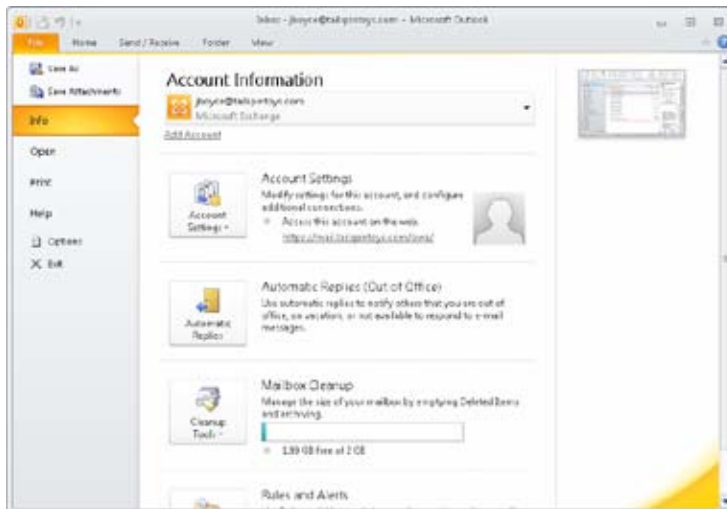 Inbox - jboyce@tailspintoys.com - Microsoft Outlook
File Home Send / Receive Folder View
Save As
Save Attachments
Info
Open
Print
Help
Options
Exit
Account Information
jboyce@tailspintoys.com
Microsoft Exchange
Add Account
Account Settings
Account Settings
Modify settings for this account, and configure
additional connections.
Access this account on the web.
https://mail.tailspintoys.com/owa/
Automatic Replies
Automatic Replies (Out of Office)
Use automatic replies to notify others that you are out of
office, on vacation, or not available to respond to e-mail
messages.
Cleanup Tools
Mailbox Cleanup
Manage the size of your mailbox by emptying Deleted Items
and archiving.
1.99 GB free of 2 GB
Rules and Alerts